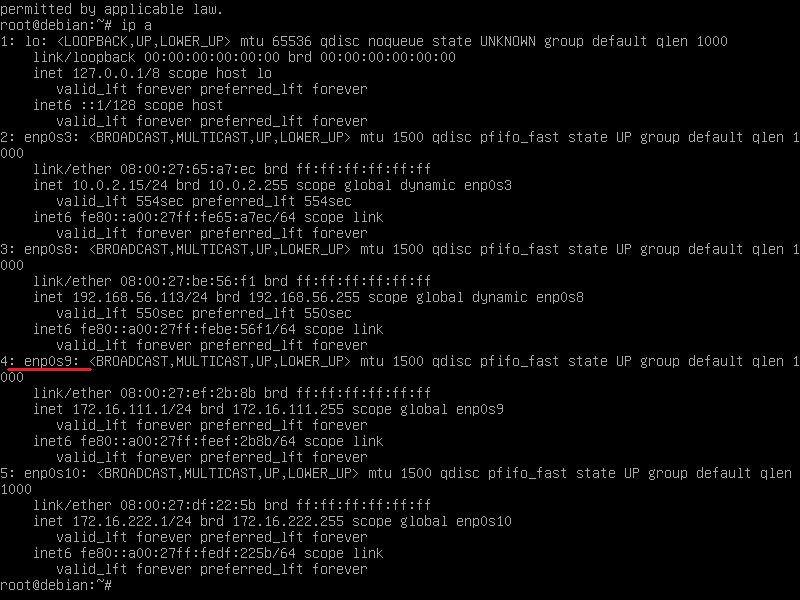 permitted by applicable law.
root@debian:~# ip a
1: lo: <LOOPBACK,UP,LOWER_UP> mtu 65536 qdisc noqueue state UNKNOWN group default qlen 1000
    link/loopback 00:00:00:00:00:00 brd 00:00:00:00:00:00
    inet 127.0.0.1/8 scope host lo
       valid_lft forever preferred_lft forever
    inet6 ::1/128 scope host
       valid_lft forever preferred_lft forever
2: enp0s3: <BROADCAST,MULTICAST,UP,LOWER_UP> mtu 1500 qdisc pfifo_fast state UP group default qlen 1
000
    link/ether 08:00:27:65:a7:ec brd ff:ff:ff:ff:ff:ff
    inet 10.0.2.15/24 brd 10.0.2.255 scope global dynamic enp0s3
       valid_lft 554sec preferred_lft 554sec
    inet6 fe80::a00:27ff:fe65:a7ec/64 scope link
       valid_lft forever preferred_lft forever
3: enp0s8: <BROADCAST,MULTICAST,UP,LOWER_UP> mtu 1500 qdisc pfifo_fast state UP group default qlen 1
000
    link/ether 08:00:27:be:56:f1 brd ff:ff:ff:ff:ff:ff
    inet 192.168.56.113/24 brd 192.168.56.255 scope global dynamic enp0s8
       valid_lft 550sec preferred_lft 550sec
    inet6 fe80::a00:27ff:febe:56f1/64 scope link
       valid_lft forever preferred_lft forever
4: enp0s9: <BROADCAST,MULTICAST,UP,LOWER_UP> mtu 1500 qdisc pfifo_fast state UP group default qlen 1
000
    link/ether 08:00:27:ef:2b:8b brd ff:ff:ff:ff:ff:ff
    inet 172.16.111.1/24 brd 172.16.111.255 scope global enp0s9
       valid_lft forever preferred_lft forever
    inet6 fe80::a00:27ff:feef:2b8b/64 scope link
       valid_lft forever preferred_lft forever
5: enp0s10: <BROADCAST,MULTICAST,UP,LOWER_UP> mtu 1500 qdisc pfifo_fast state UP group default qlen
1000
    link/ether 08:00:27:df:22:5b brd ff:ff:ff:ff:ff:ff
    inet 172.16.222.1/24 brd 172.16.222.255 scope global enp0s10
       valid_lft forever preferred_lft forever
    inet6 fe80::a00:27ff:fedf:225b/64 scope link
       valid_lft forever preferred_lft forever
root@debian:~#